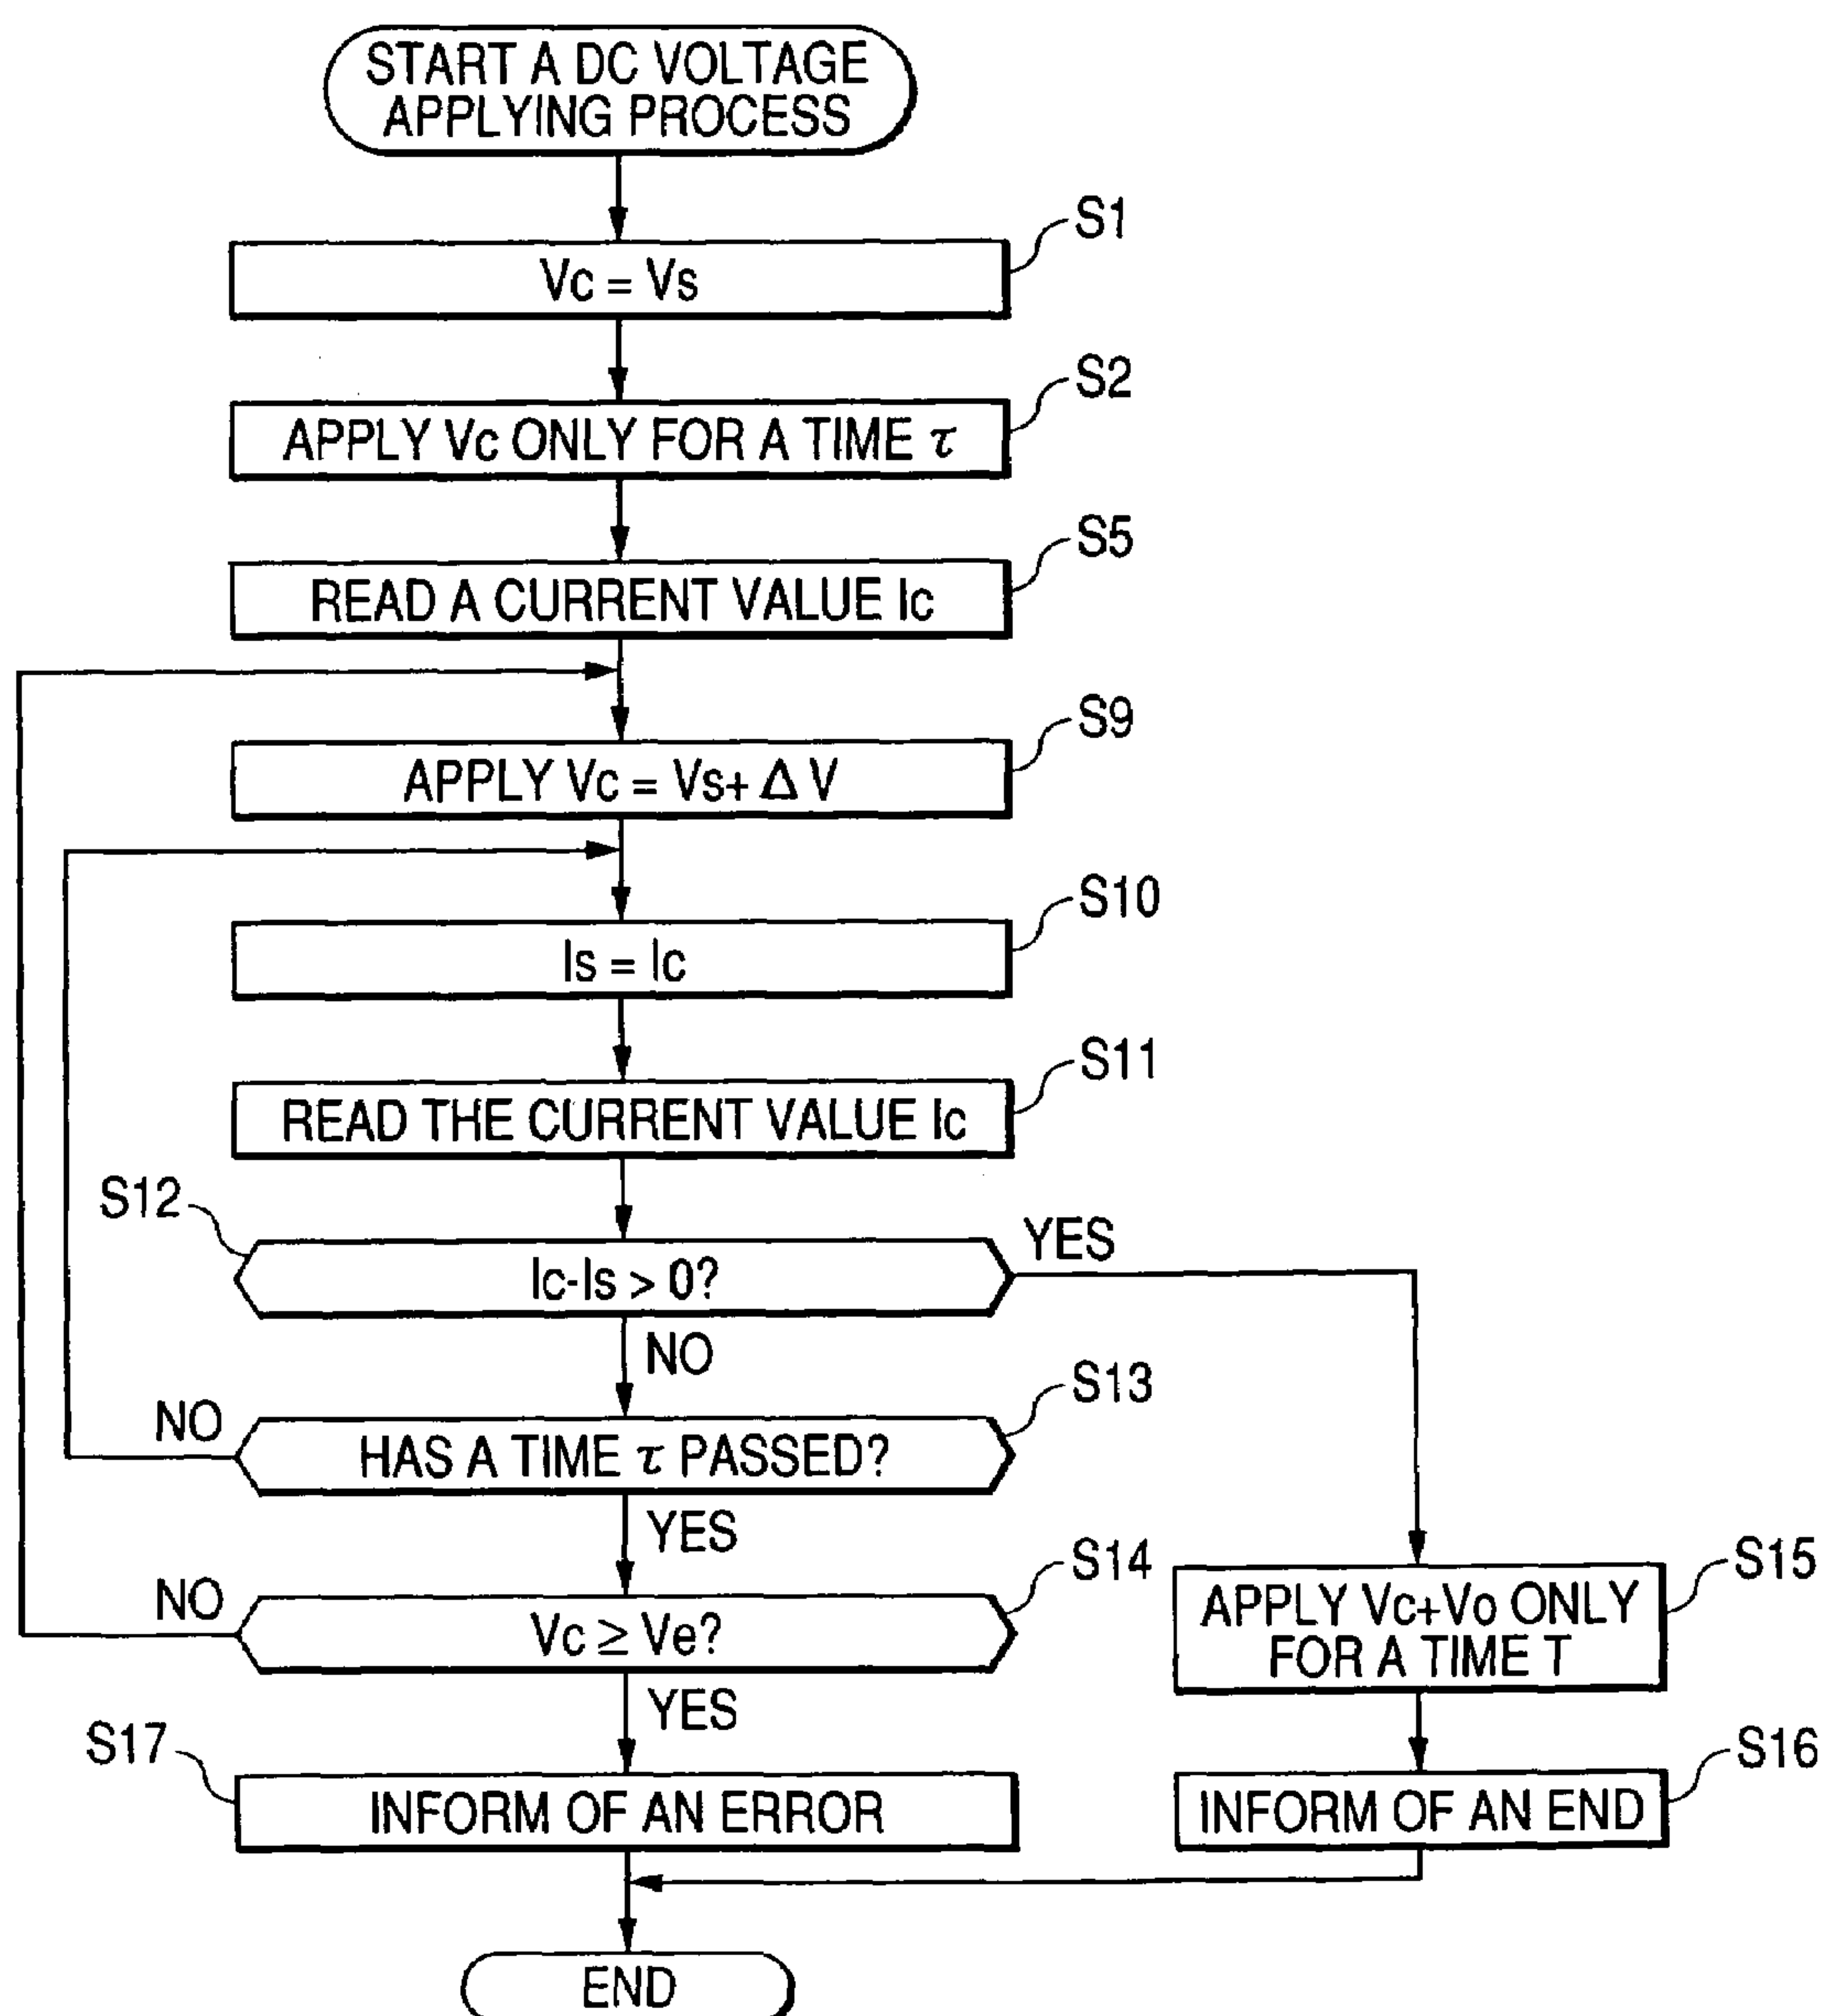 START A DC VOLTAGE
APPLYING PROCESS
S1
Vc = Vs
S2
APPLY Vc ONLY FOR A TIME τ
S5
READ A CURRENT VALUE Ic
S9
APPLY Vc = Vs+ Δ V
S10
Is = Ic
S11
READ THE CURRENT VALUE Ic
S12
Ic-Is > 0?
YES
NO
S13
NO
HAS A TIME τ PASSED?
YES
S14
NO
Vc ≥ Ve?
YES
S15
APPLY Vc+Vo ONLY
FOR A TIME T
S17
INFORM OF AN ERROR
S16
INFORM OF AN END
END